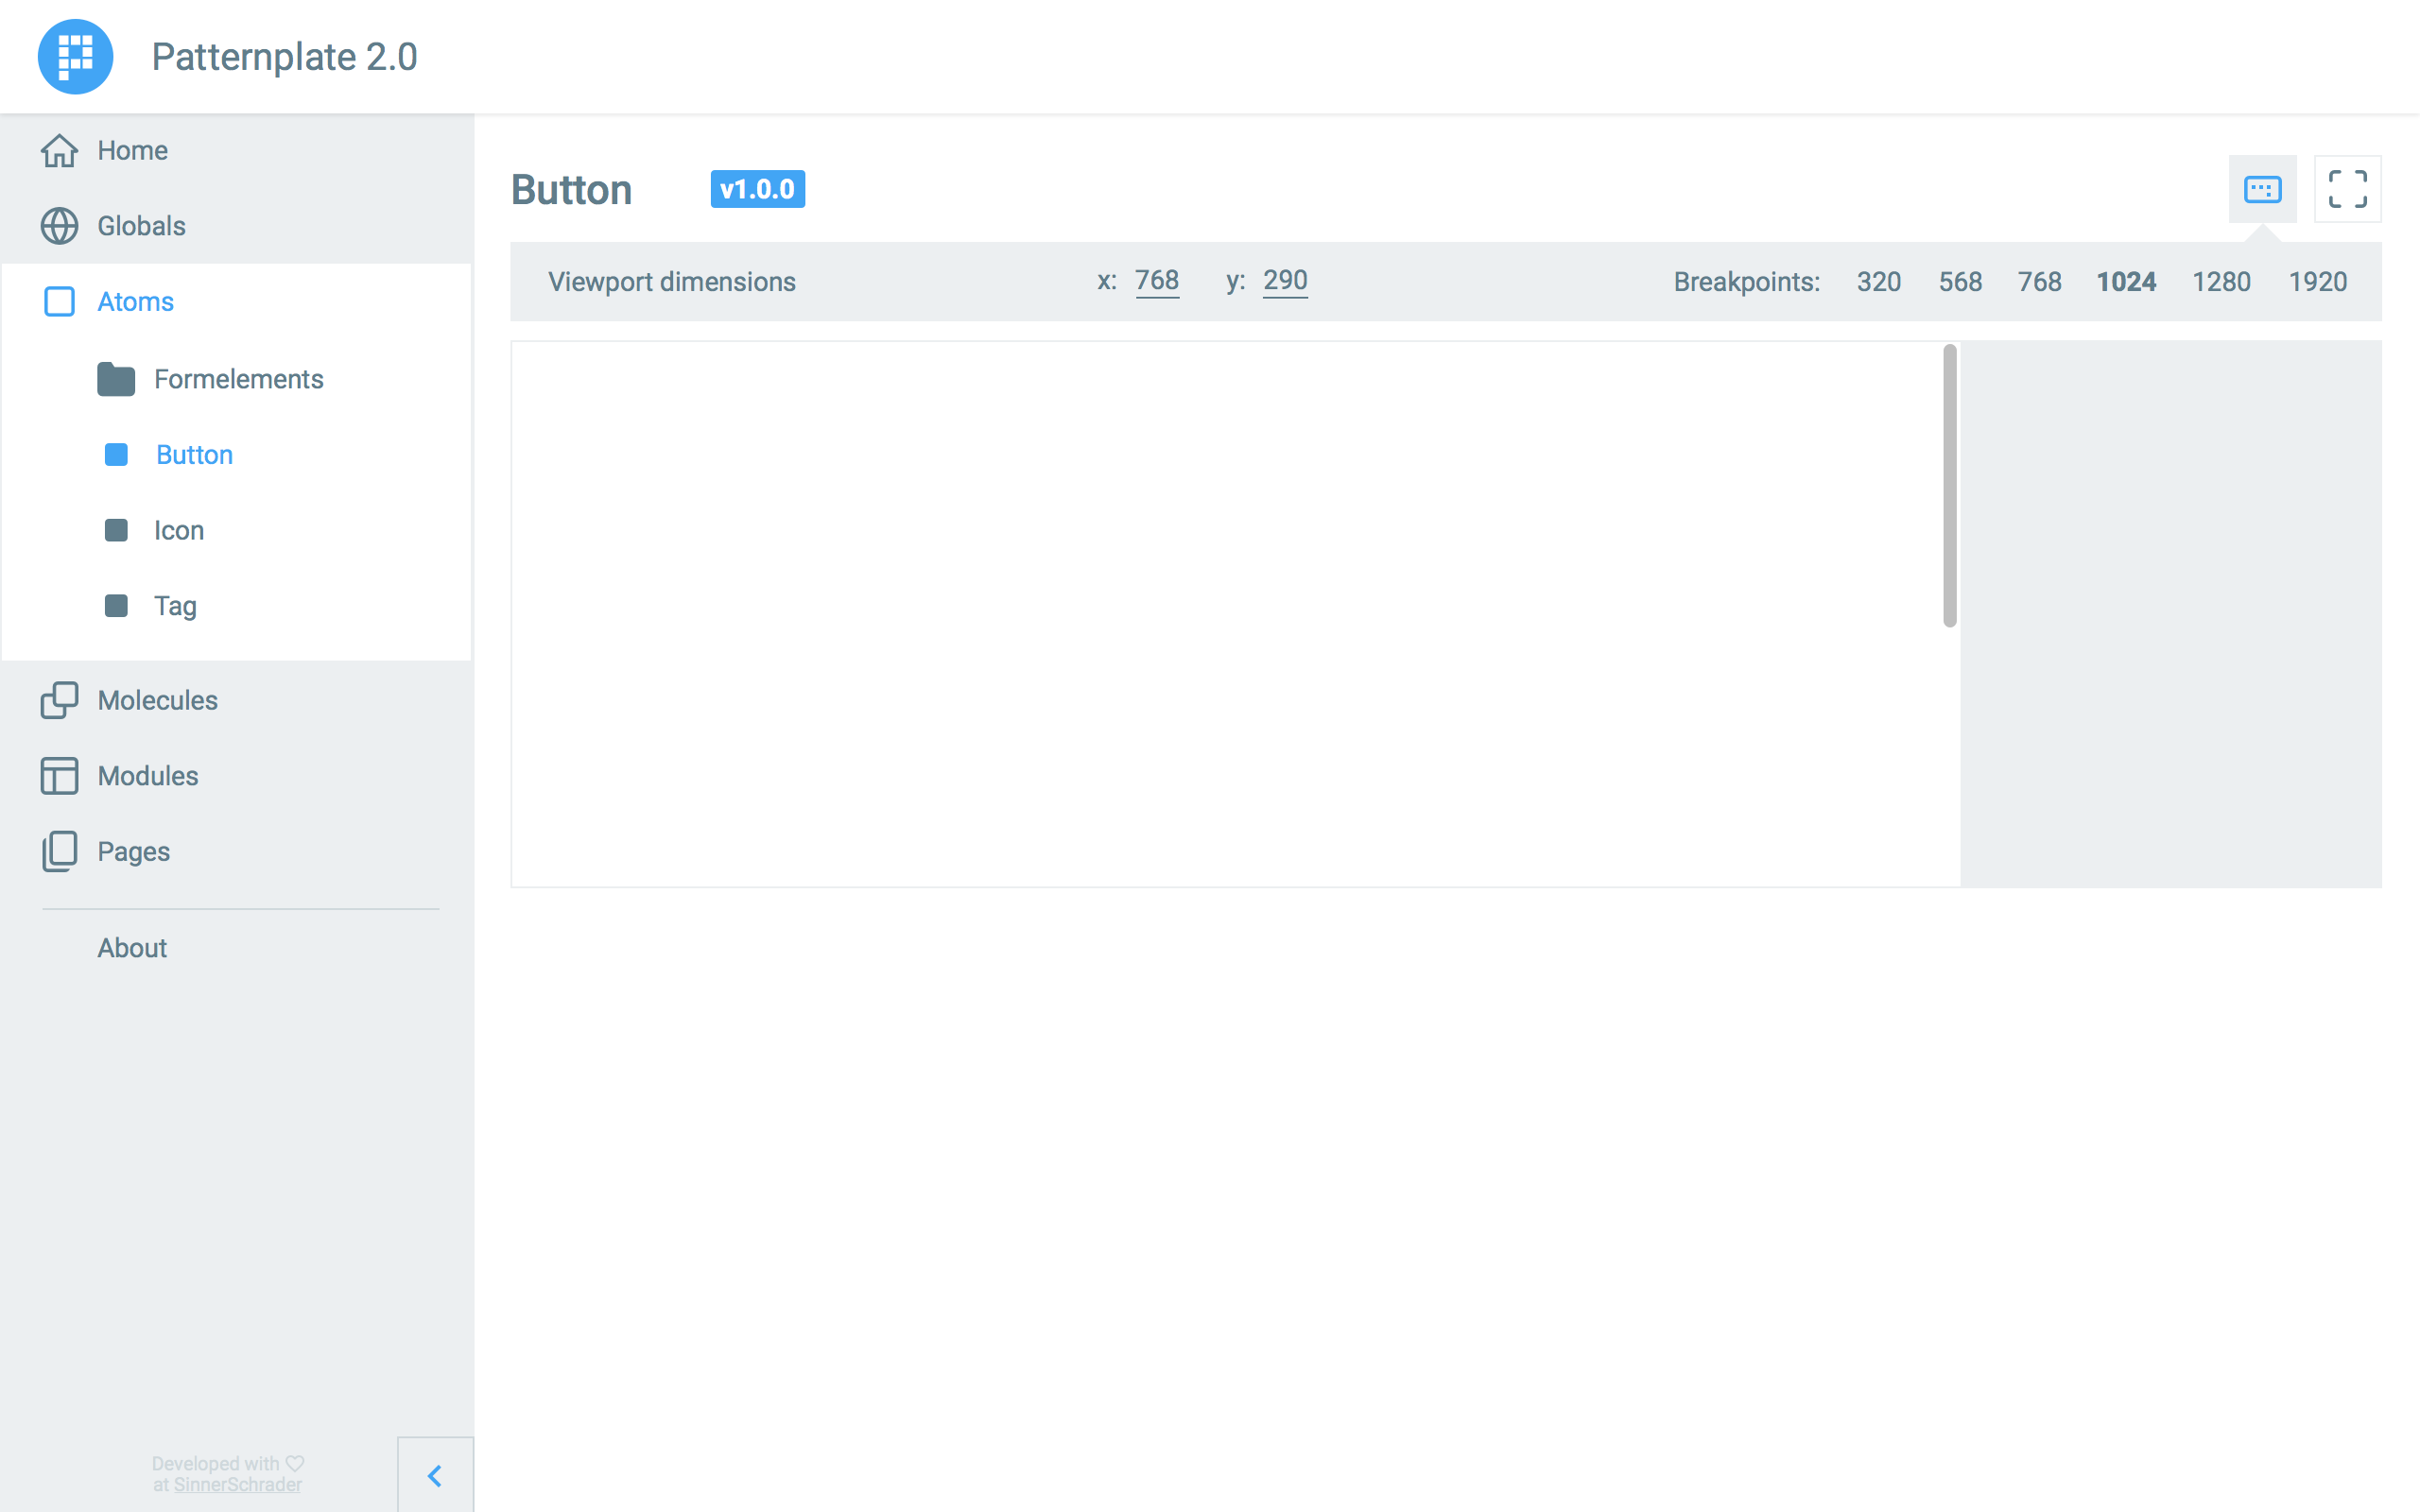 Patternplate 2.0
Home
Globals
Atoms
Formelements
Button
Icon
Tag
Molecules
Modules
Pages
About
Developed with ♡
at SinnerSchrader
Button v1.0.0
Viewport dimensions x: 768 y: 290 Breakpoints: 320 568 768 1024 1280 1920